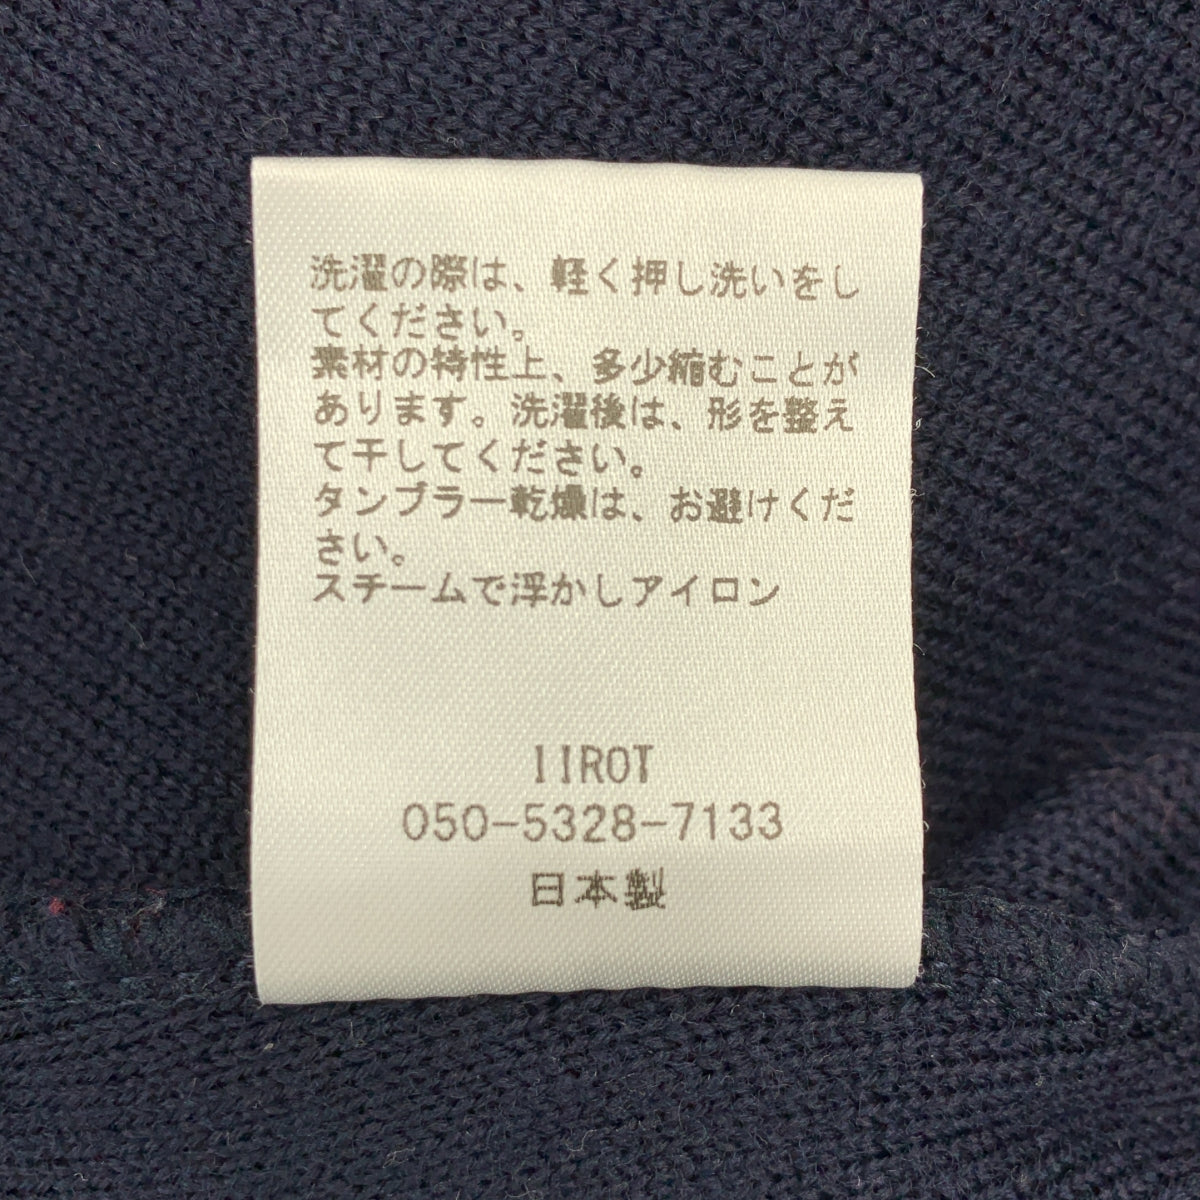 洗濯の際は、軽く押し洗いをし
てください。
素材の特性上、多少縮むことが
あります。洗濯後は、形を整え
て干してください。
タンブラー乾燥は、お避けくだ
さい。
スチームで浮かしアイロン
IIROT
050-5328-7133
日本製